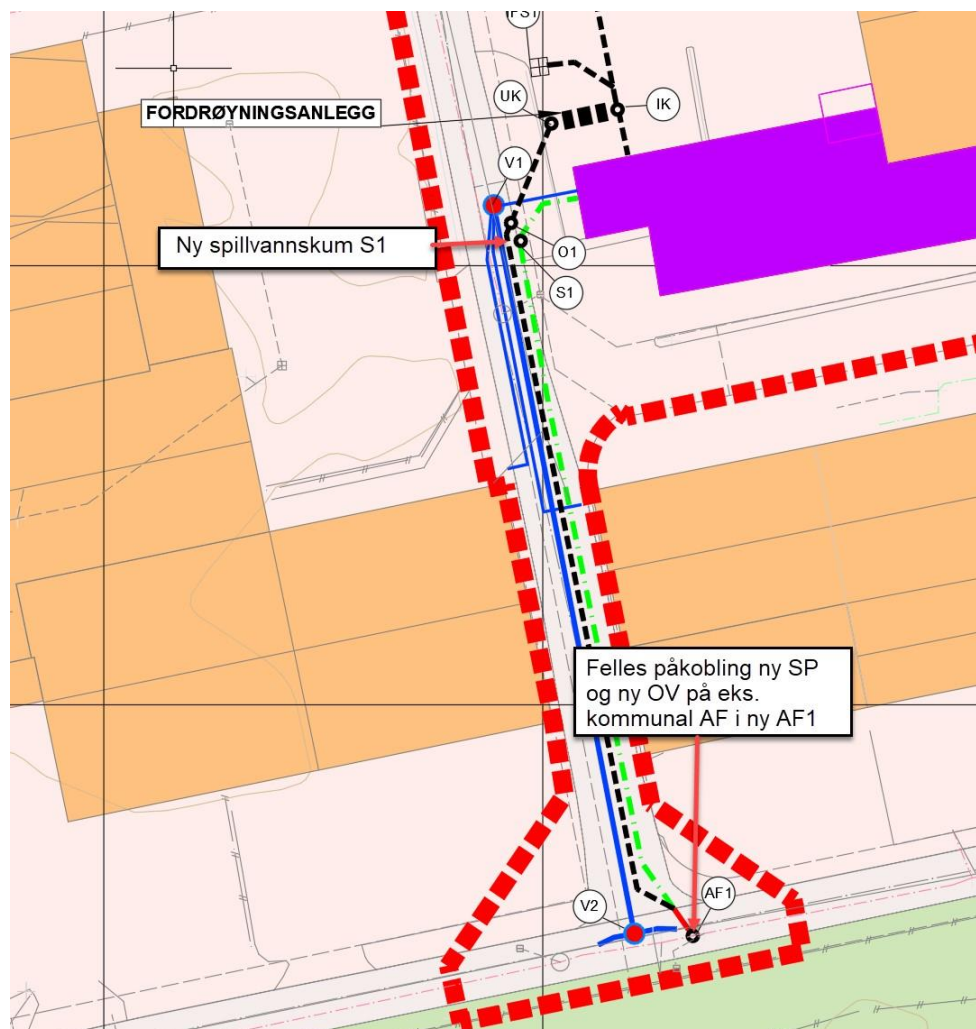 UK
IK
FORDRØYNINGSANLEGG
V1
Ny spillvannskum S1
O1
S1
Felles påkobling ny SP
og ny OV på eks.
kommunal AF i ny AF1
V2
AF1